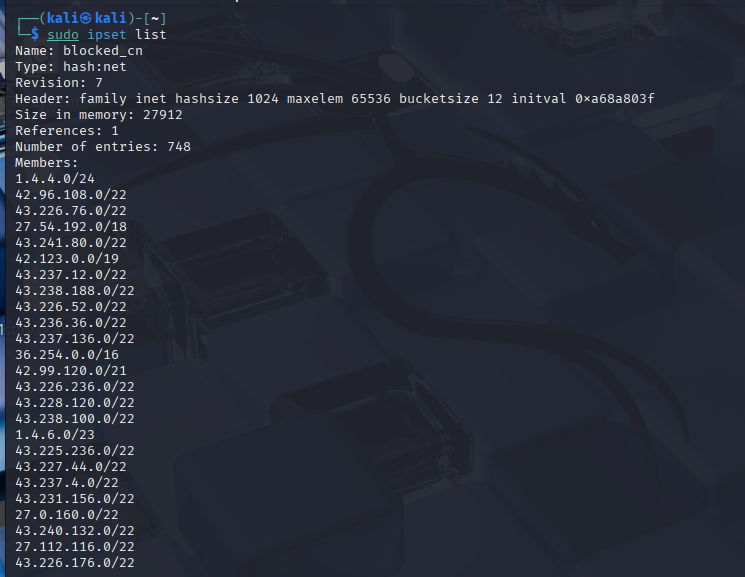 ┌──(kali㉿kali)-[~]
└─$ sudo ipset list
Name: blocked_cn
Type: hash:net
Revision: 7
Header: family inet hashsize 1024 maxelem 65536 bucketsize 12 initval 0×a68a803f
Size in memory: 27912
References: 1
Number of entries: 748
Members:
1.4.4.0/24
42.96.108.0/22
43.226.76.0/22
27.54.192.0/18
43.241.80.0/22
42.123.0.0/19
43.237.12.0/22
43.238.188.0/22
43.226.52.0/22
43.236.36.0/22
43.237.136.0/22
36.254.0.0/16
42.99.120.0/21
43.226.236.0/22
43.228.120.0/22
43.238.100.0/22
1.4.6.0/23
43.225.236.0/22
43.227.44.0/22
43.237.4.0/22
43.231.156.0/22
27.0.160.0/22
43.240.132.0/22
27.112.116.0/22
43.226.176.0/22